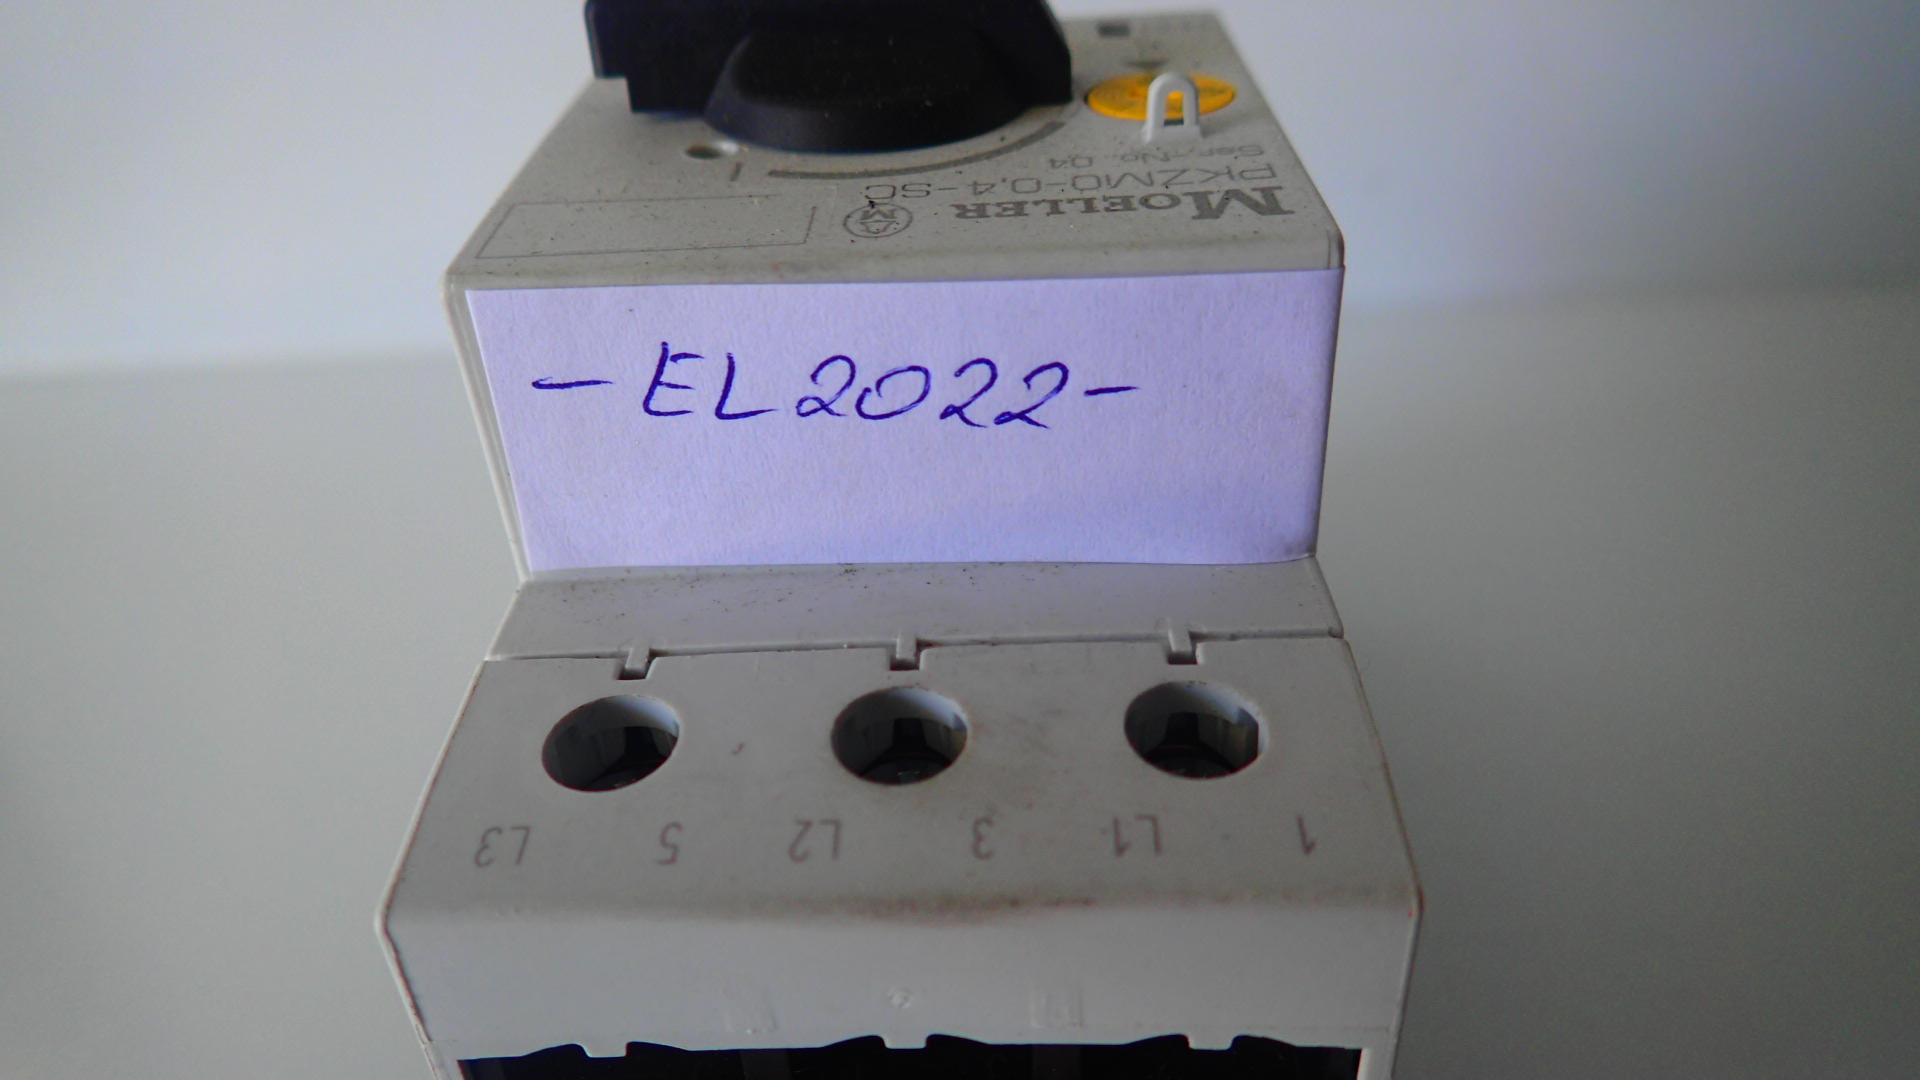 Ser.-No. 04
PKZM0-0,4-SC
MOELLER
-EL2022-
L3 5 L2 3 L1 1